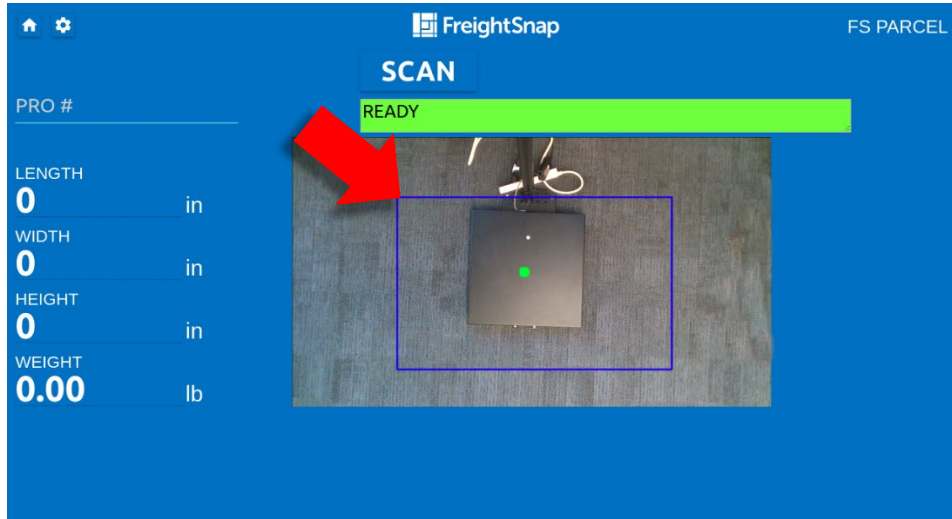 FreightSnap
FS PARCEL
SCAN
PRO #
READY
LENGTH
0 in
WIDTH
0 in
HEIGHT
0 in
WEIGHT
0.00 lb